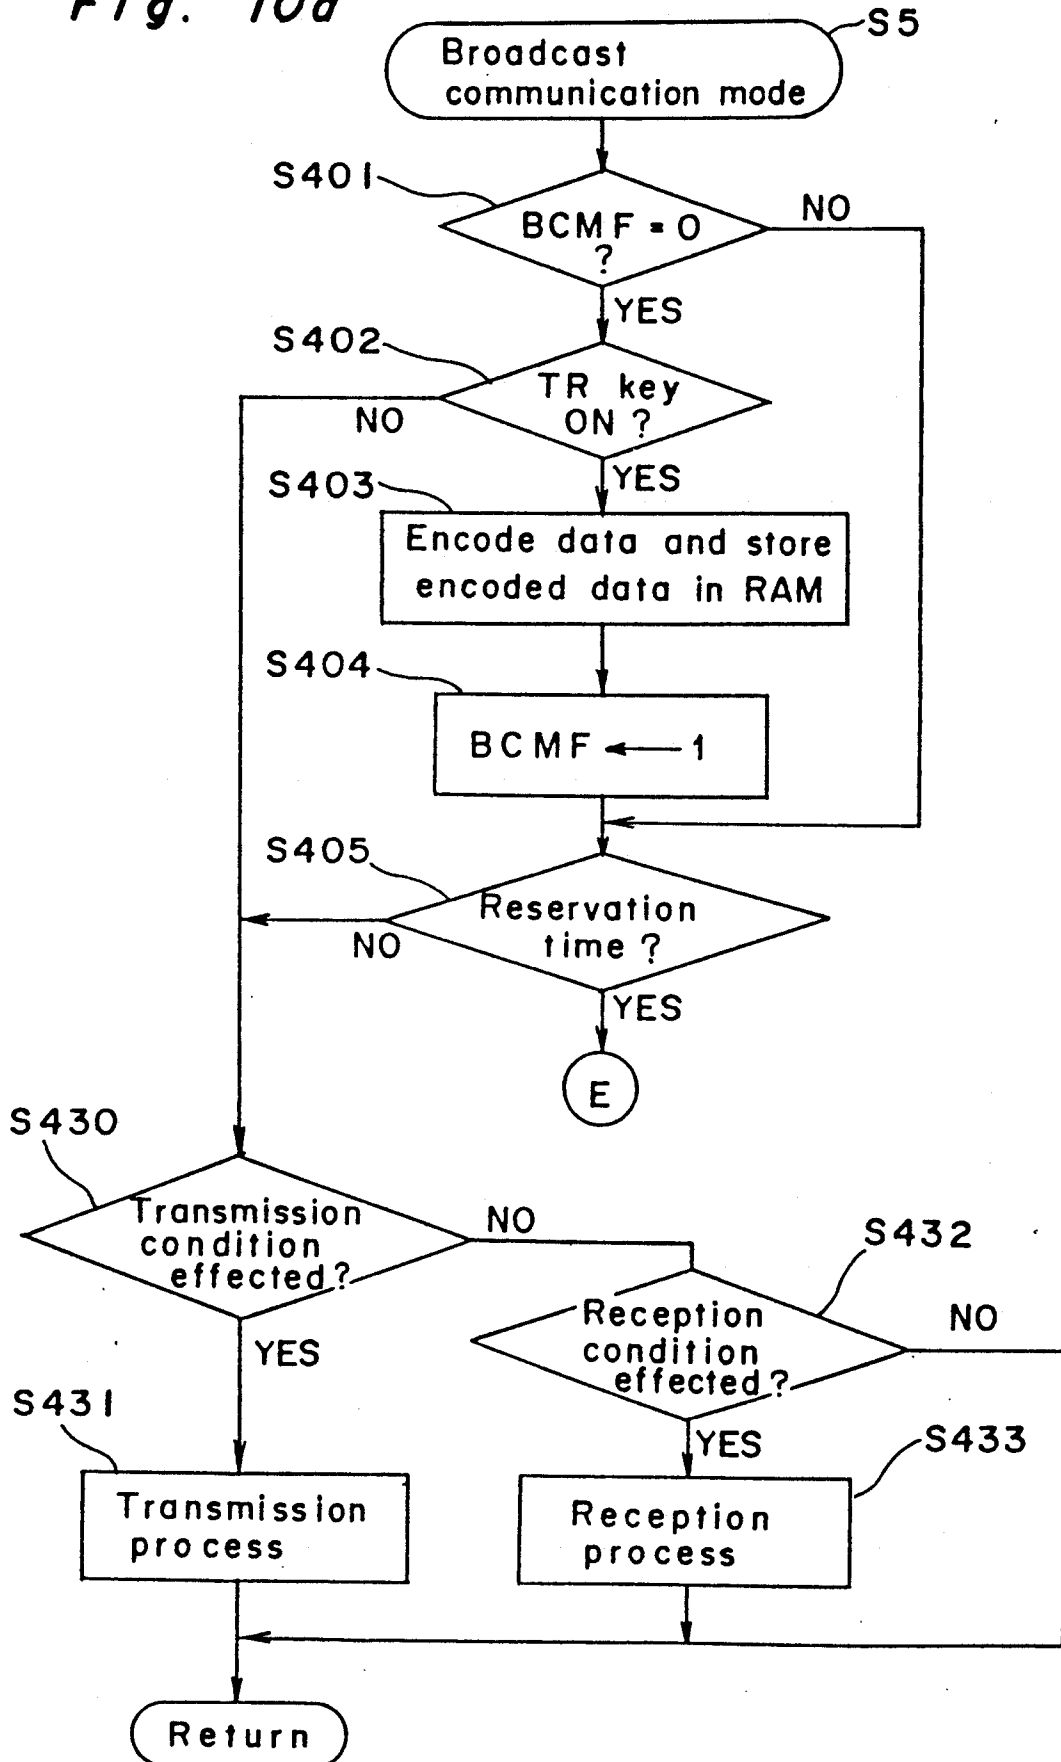 Fig. 10a
S5
Broadcast
communication mode
S401
BCMF = 0
?
NO
YES
S402
TR key
ON ?
NO
YES
S403
Encode data and store
encoded data in RAM
S404
BCMF ← 1
S405
Reservation
time ?
NO
YES
E
S430
Transmission
condition
effected?
NO
YES
S432
Reception
condition
effected?
NO
YES
S431
Transmission
process
S433
Reception
process
Return